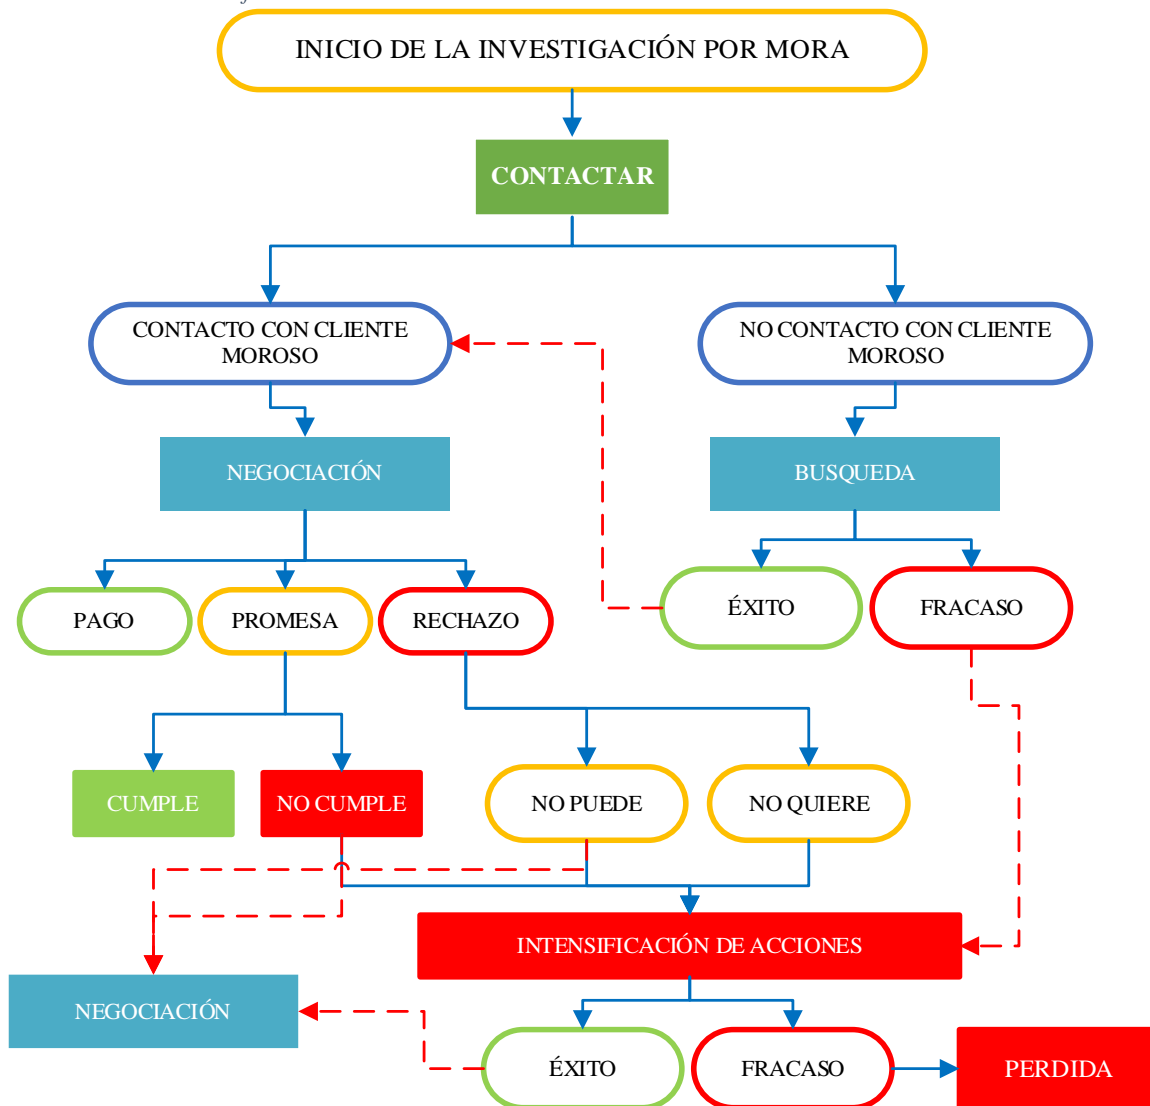 INICIO DE LA INVESTIGACIÓN POR MORA
CONTACTAR
CONTACTO CON CLIENTE
MOROSO
NO CONTACTO CON CLIENTE
MOROSO
NEGOCIACIÓN
BUSQUEDA
PAGO
PROMESA
RECHAZO
ÉXITO
FRACASO
CUMPLE
NO CUMPLE
NO PUEDE
NO QUIERE
INTENSIFICACIÓN DE ACCIONES
NEGOCIACIÓN
ÉXITO
FRACASO
PERDIDA